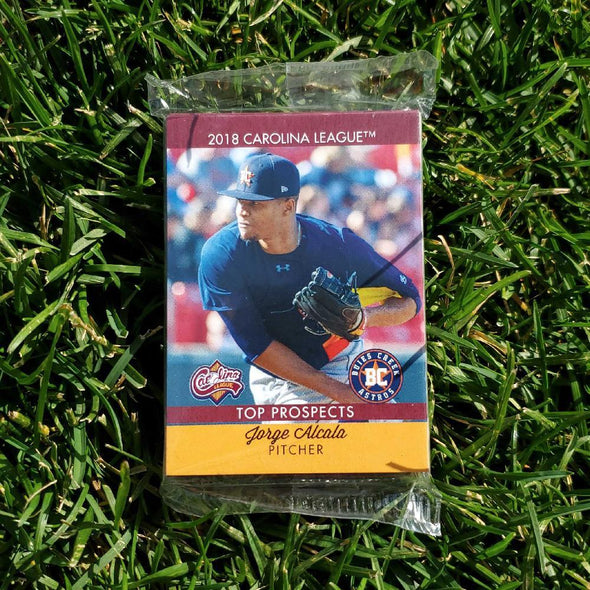 2018 CAROLINA LEAGUE™
Carolina
LEAGUE
BUIES CREEK
BC
ASTROS
TOP PROSPECTS
Jorge Alcala
PITCHER